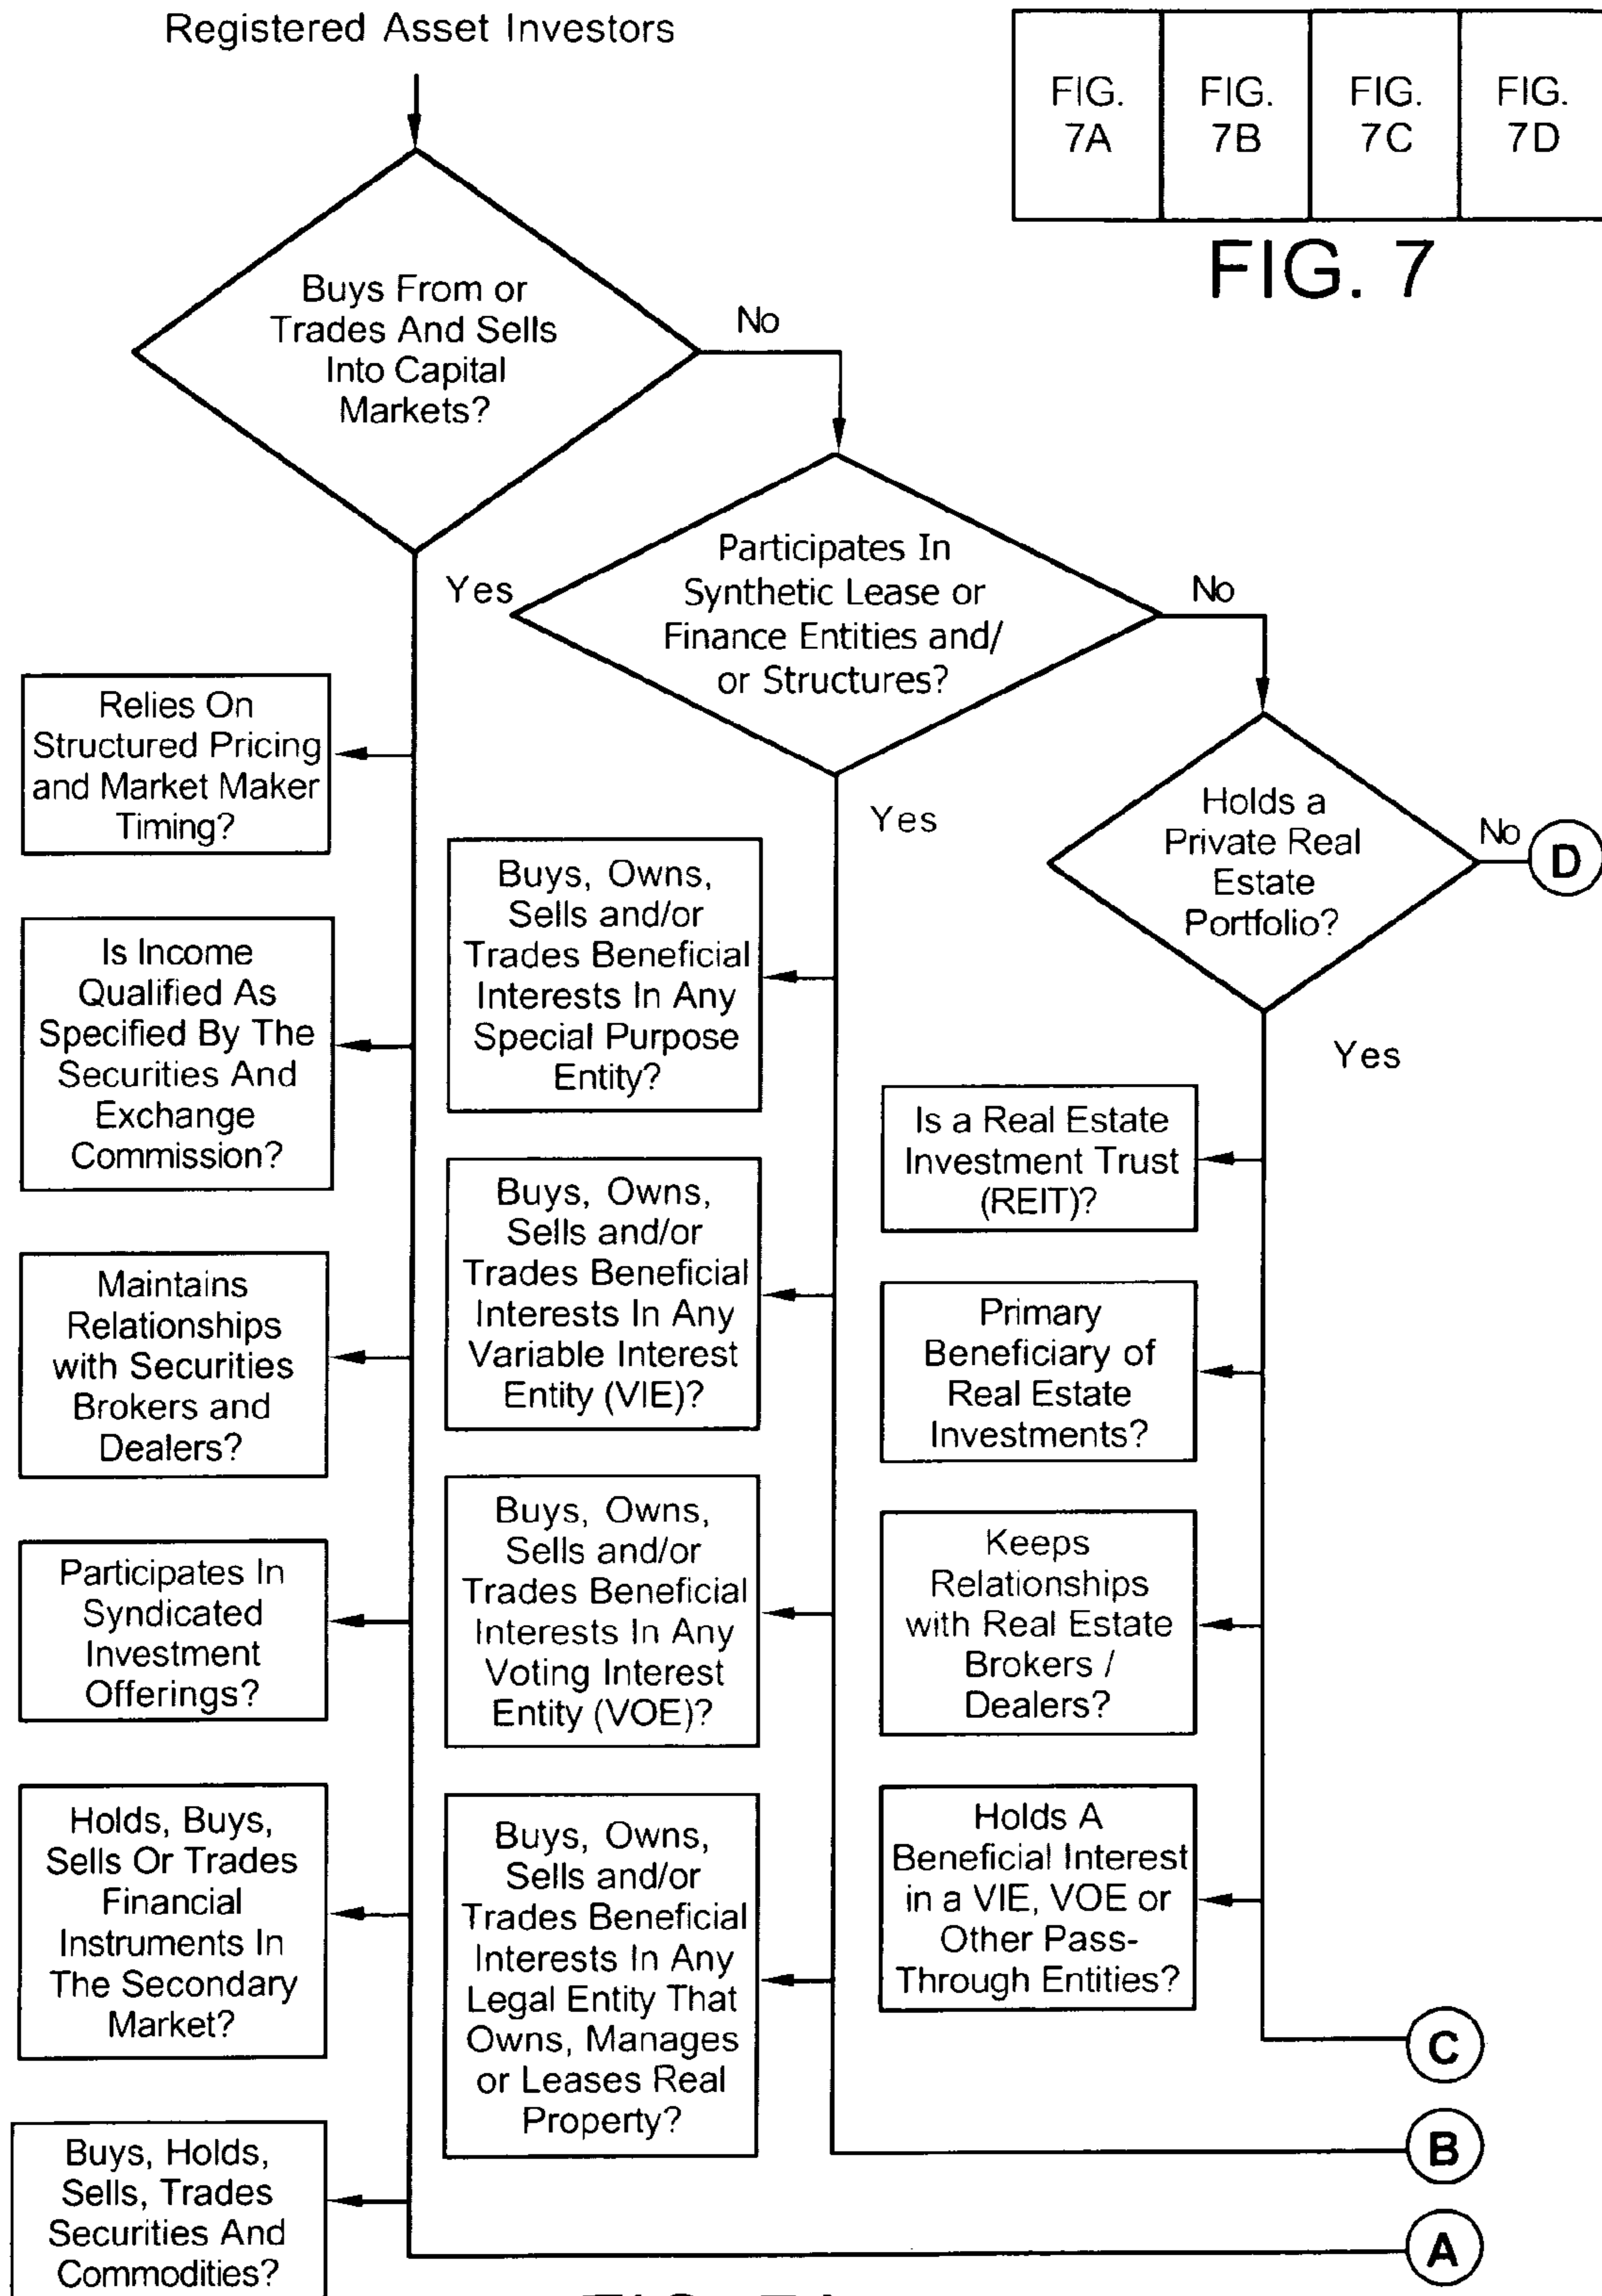 Registered Asset Investors
FIG.
7A
FIG.
7B
FIG.
7C
FIG.
7D
FIG. 7
Buys From or
Trades And Sells
Into Capital
Markets?
No
Yes
Participates In
Synthetic Lease or
Finance Entities and/
or Structures?
No
Yes
Holds a
Private Real
Estate
Portfolio?
No
D
Yes
Relies On
Structured Pricing
and Market Maker
Timing?
Is Income
Qualified As
Specified By The
Securities And
Exchange
Commission?
Maintains
Relationships
with Securities
Brokers and
Dealers?
Participates In
Syndicated
Investment
Offerings?
Holds, Buys,
Sells Or Trades
Financial
Instruments In
The Secondary
Market?
Buys, Holds,
Sells, Trades
Securities And
Commodities?
Buys, Owns,
Sells and/or
Trades Beneficial
Interests In Any
Special Purpose
Entity?
Buys, Owns,
Sells and/or
Trades Beneficial
Interests In Any
Variable Interest
Entity (VIE)?
Buys, Owns,
Sells and/or
Trades Beneficial
Interests In Any
Voting Interest
Entity (VOE)?
Buys, Owns,
Sells and/or
Trades Beneficial
Interests In Any
Legal Entity That
Owns, Manages
or Leases Real
Property?
Is a Real Estate
Investment Trust
(REIT)?
Primary
Beneficiary of
Real Estate
Investments?
Keeps
Relationships
with Real Estate
Brokers /
Dealers?
Holds A
Beneficial Interest
in a VIE, VOE or
Other Pass-
Through Entities?
C
B
A